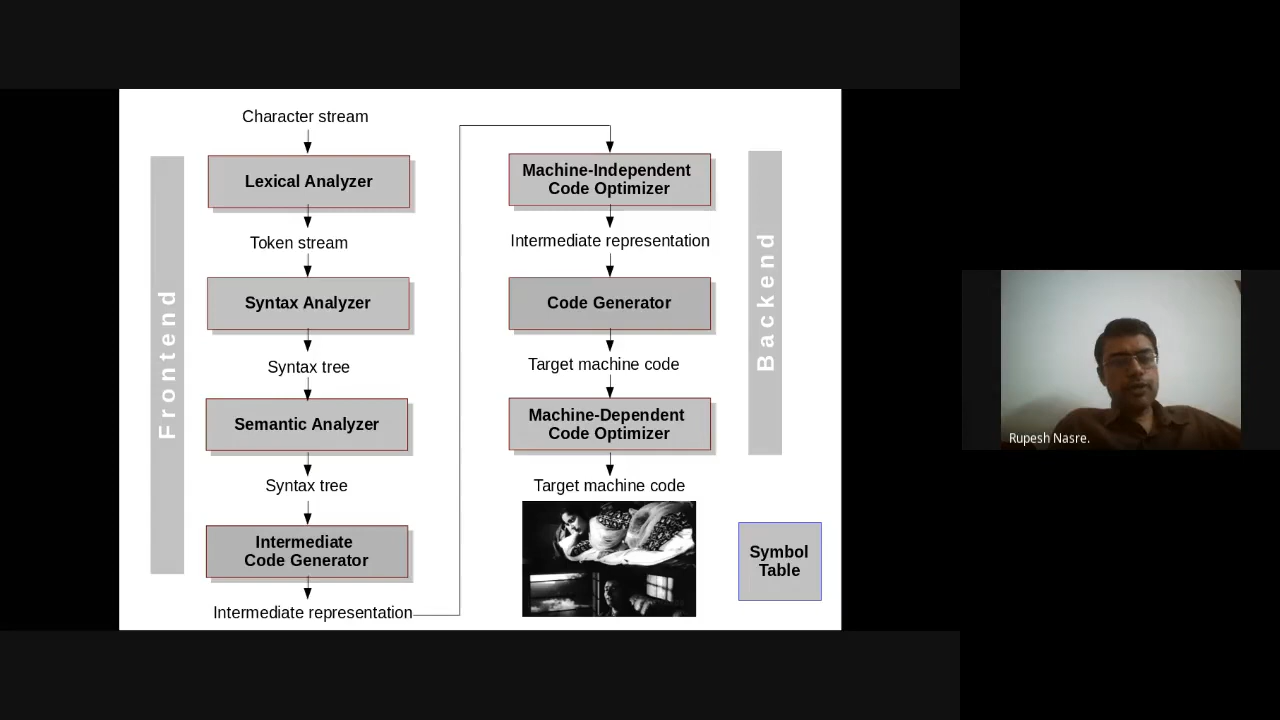 Character stream
Lexical Analyzer
Token stream
Syntax Analyzer
Syntax tree
Semantic Analyzer
Syntax tree
Intermediate
Code Generator
Intermediate representation
Frontend
Machine-Independent
Code Optimizer
Intermediate representation
Code Generator
Target machine code
Machine-Dependent
Code Optimizer
Target machine code
Backend
Symbol
Table
Rupesh Nasre.